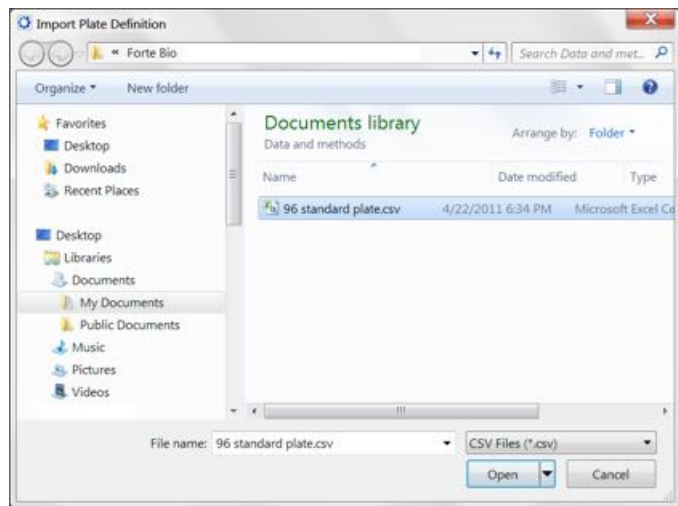 Import Plate Definition
« Forte Bio
Search Data and met...
Organize
New folder
Favorites
Desktop
Downloads
Recent Places
Desktop
Libraries
Documents
My Documents
Public Documents
Music
Pictures
Videos
Documents library
Data and methods
Arrange by: Folder
Name Date modified Type
96 standard plate.csv 4/22/2011 6:34 PM Microsoft Excel Co
File name: 96 standard plate.csv
CSV Files (*.csv)
Open Cancel